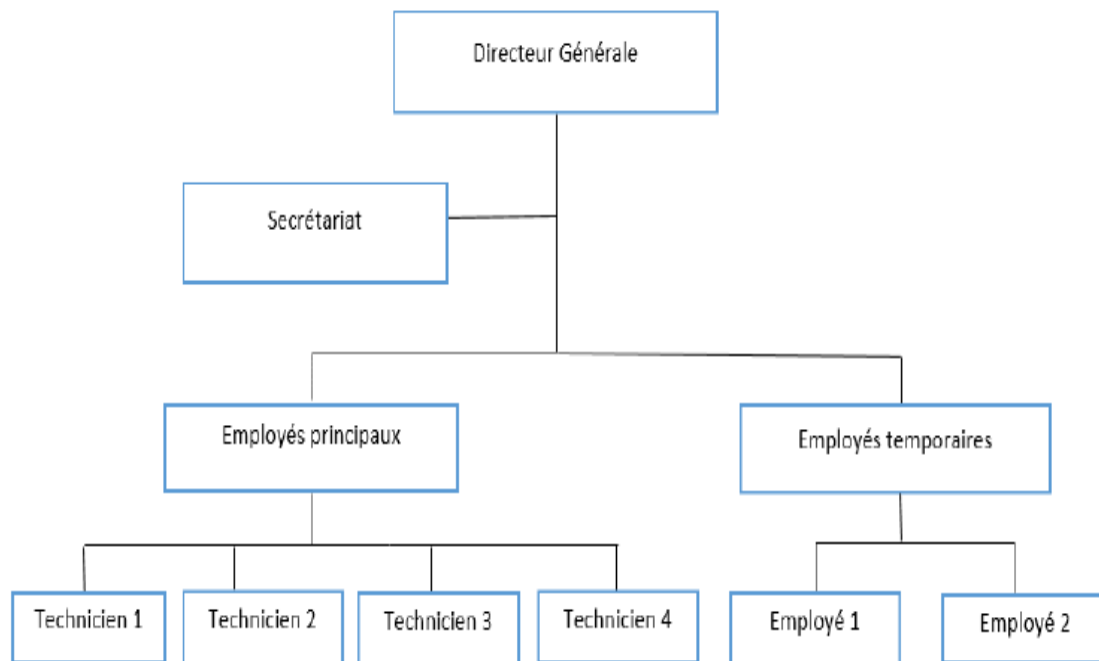 Directeur Générale
Secrétariat
Employés principaux
Employés temporaires
Technicien 1
Technicien 2
Technicien 3
Technicien 4
Employé 1
Employé 2